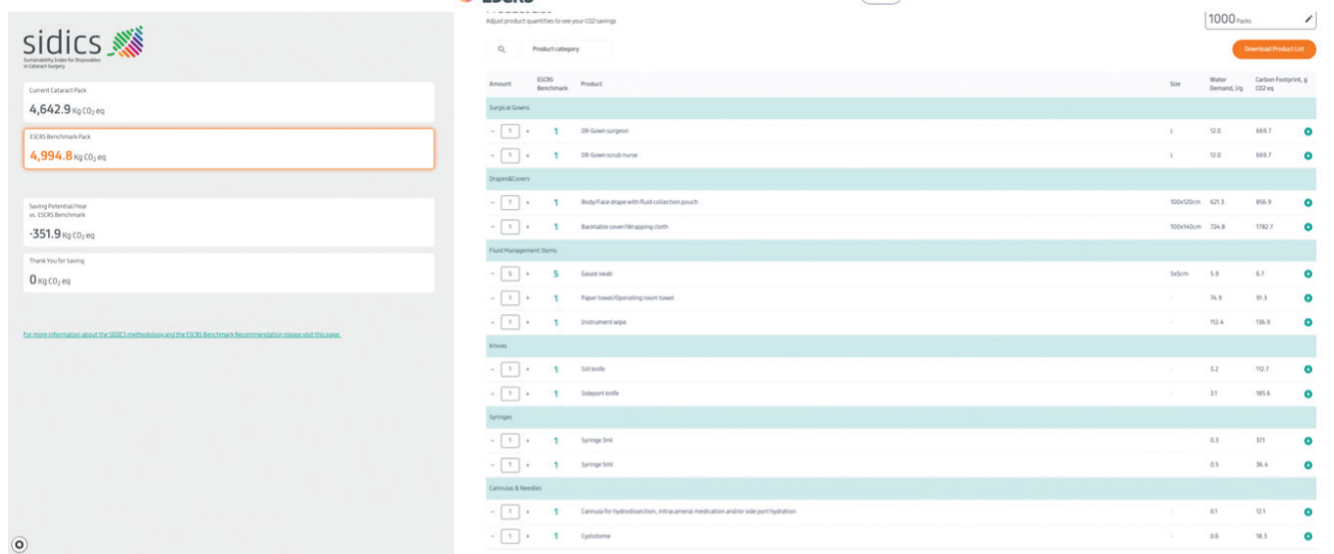 sidics
Sustainability Index for Disposables
in Cataract Surgery
Current Cataract Pack
4,642.9 Kg CO₂ eq
ESCRS Benchmark Pack
4,994.8 Kg CO₂ eq
Saving Potential/Year
vs. ESCRS Benchmark
-351.9 Kg CO₂ eq
Thank You for Saving
0 Kg CO₂ eq
For more information about the SIDICS methodology and the ESCRS Benchmark Recommendation please visit this page.
ESCRS
Adjust product quantities to see your CO2 savings
1000 Packs
Product category
Download Product List
Amount ESCRS Benchmark Product Size Water Demand, l/g Carbon Footprint, g CO2 eq
Surgical Gowns
- 1 + 1 OR-Gown surgeon L 12.0 669.7
- 1 + 1 OR-Gown scrub nurse L 12.0 669.7
Drapes&Covers
- 1 + 1 Body/Face drape with fluid collection pouch 100x120cm 621.3 856.9
- 1 + 1 Backtable cover/Wrapping cloth 100x140cm 724.8 1782.7
Fluid Management Items
- 5 + 5 Gauze swab 5x5cm 5.9 6.7
- 1 + 1 Paper towel/Operating room towel - 74.9 91.3
- 1 + 1 Instrument wipe - 112.4 136.9
Knives
- 1 + 1 Slit knife - 3.2 112.7
- 1 + 1 Sideport knife - 3.1 185.6
Syringes
- 1 + 1 Syringe 3ml 0.3 37.1
- 1 + 1 Syringe 5ml 0.5 36.4
Cannulas & Needles
- 1 + 1 Cannula for hydrodissection, intracameral medication and/or side port hydration - 0.1 12.1
- 1 + 1 Cystotome - 0.6 18.3